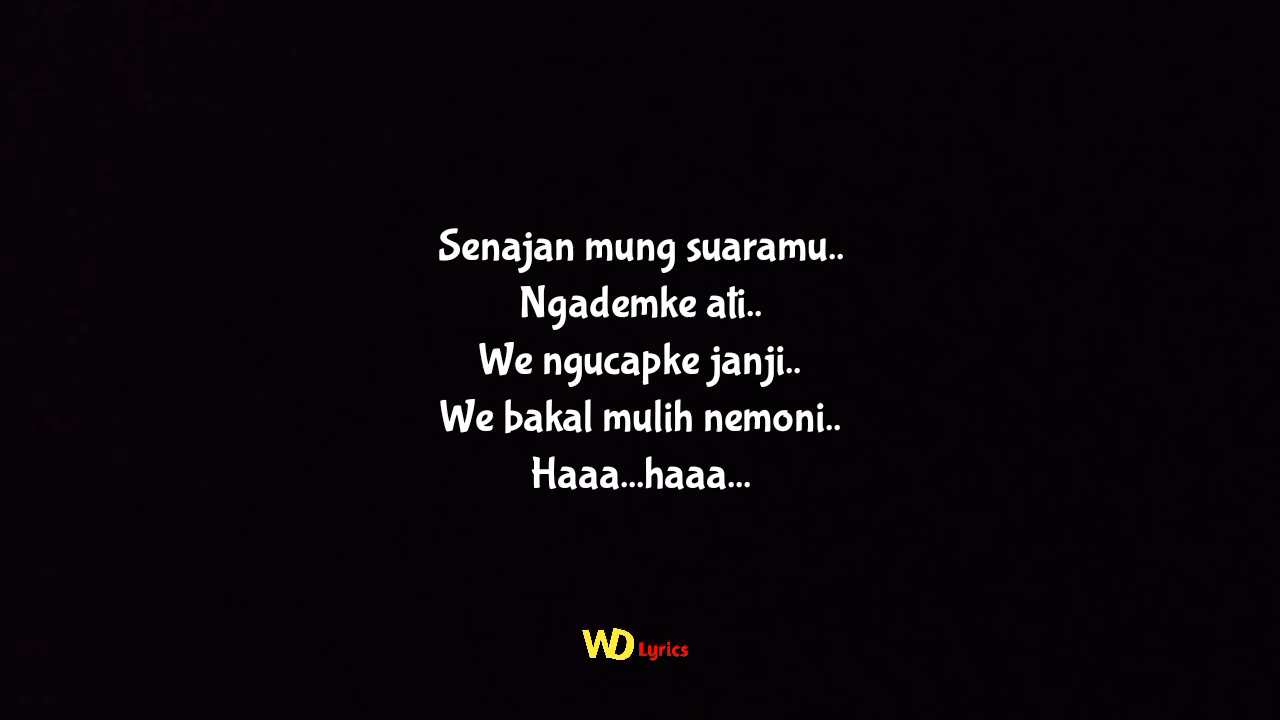 Senajan mung suaramu..
Ngademke ati..
We ngucapke janji..
We bakal mulih nemoni..
Haaa...haaa...
WD Lyrics